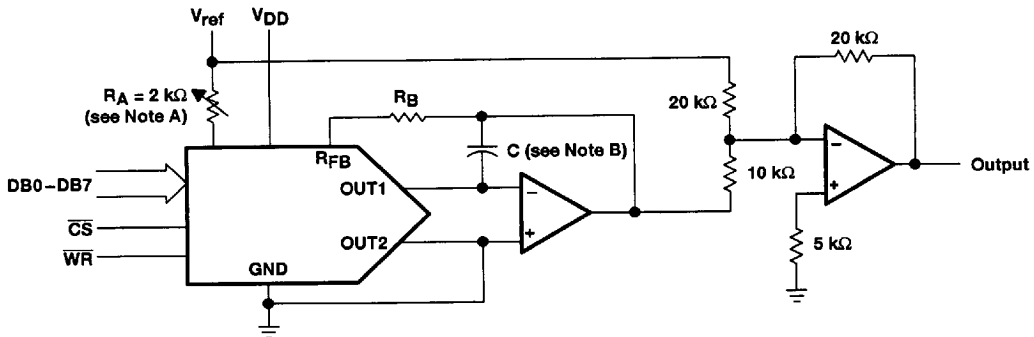 Vref
VDD
20 kΩ
RA = 2 kΩ
(see Note A)
RB
20 kΩ
RFB
C (see Note B)
−
Output
DB0–DB7
OUT1
10 kΩ
−
+
CS
OUT2
+
5 kΩ
WR
GND